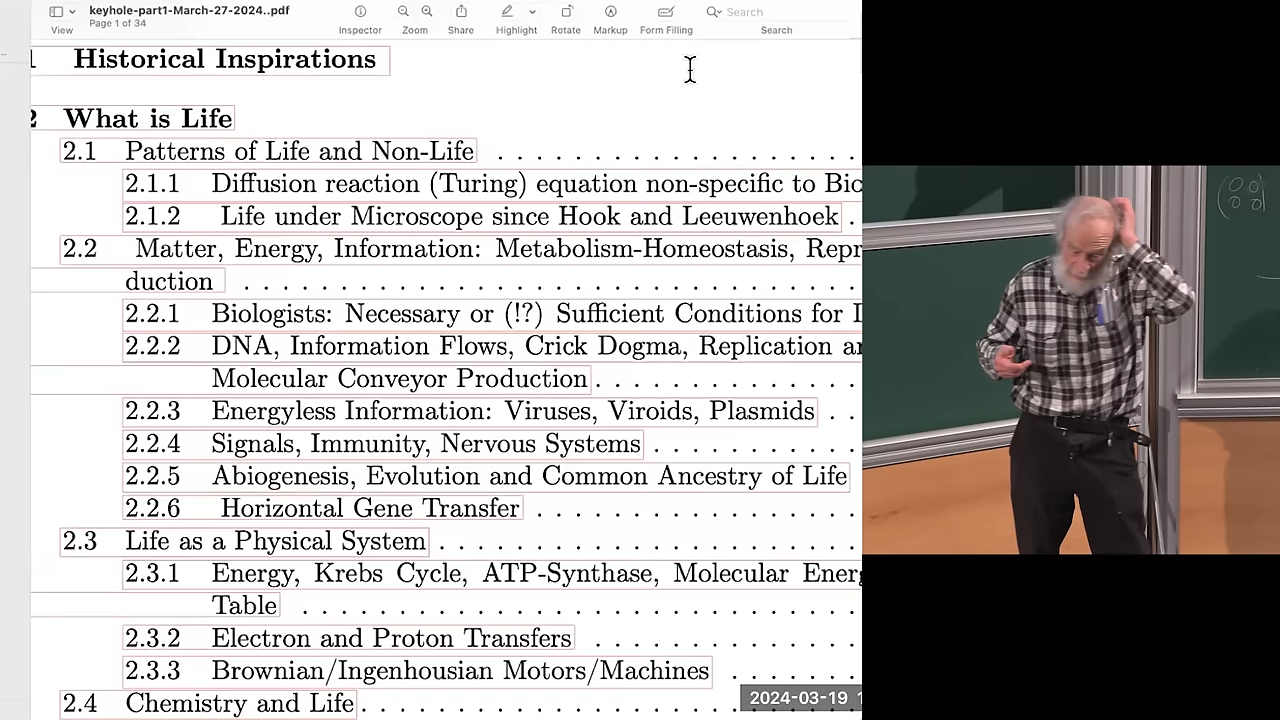 keyhole-part1-March-27-2024..pdf
Page 1 of 34
View
Inspector
Zoom
Share
Highlight
Rotate
Markup
Form Filling
Search
Search
1 Historical Inspirations
2 What is Life
2.1 Patterns of Life and Non-Life . . . . . . . . . . . . . . . . . .
2.1.1 Diffusion reaction (Turing) equation non-specific to Bio
2.1.2 Life under Microscope since Hook and Leeuwenhoek .
2.2 Matter, Energy, Information: Metabolism-Homeostasis, Repr
duction . . . . . . . . . . . . . . . . . . . . . . . . . . . . . .
2.2.1 Biologists: Necessary or (!?) Sufficient Conditions for L
2.2.2 DNA, Information Flows, Crick Dogma, Replication an
Molecular Conveyor Production . . . . . . . . . . . . .
2.2.3 Energyless Information: Viruses, Viroids, Plasmids . .
2.2.4 Signals, Immunity, Nervous Systems . . . . . . . . . .
2.2.5 Abiogenesis, Evolution and Common Ancestry of Life
2.2.6 Horizontal Gene Transfer . . . . . . . . . . . . . . . .
2.3 Life as a Physical System . . . . . . . . . . . . . . . . . . . .
2.3.1 Energy, Krebs Cycle, ATP-Synthase, Molecular Energ
Table . . . . . . . . . . . . . . . . . . . . . . . . . . .
2.3.2 Electron and Proton Transfers . . . . . . . . . . . . .
2.3.3 Brownian/Ingenhousian Motors/Machines . . . . . .
2.4 Chemistry and Life . . . . . . . . . . . . . . . . . . . . . . .
2024-03-19 1